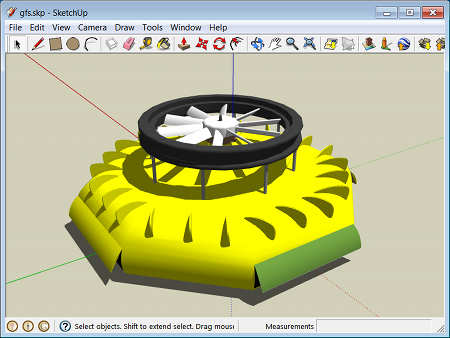 gfs.skp - SketchUp
File Edit View Camera Draw Tools Window Help
Select objects. Shift to extend select. Drag mouse
Measurements